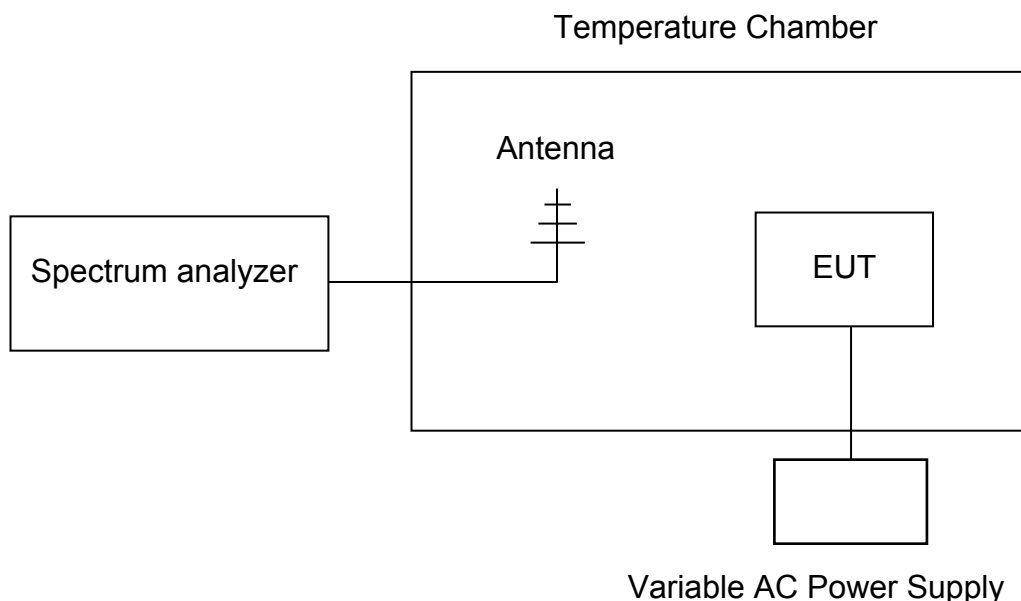 Temperature Chamber
Antenna
Spectrum analyzer
EUT
Variable AC Power Supply